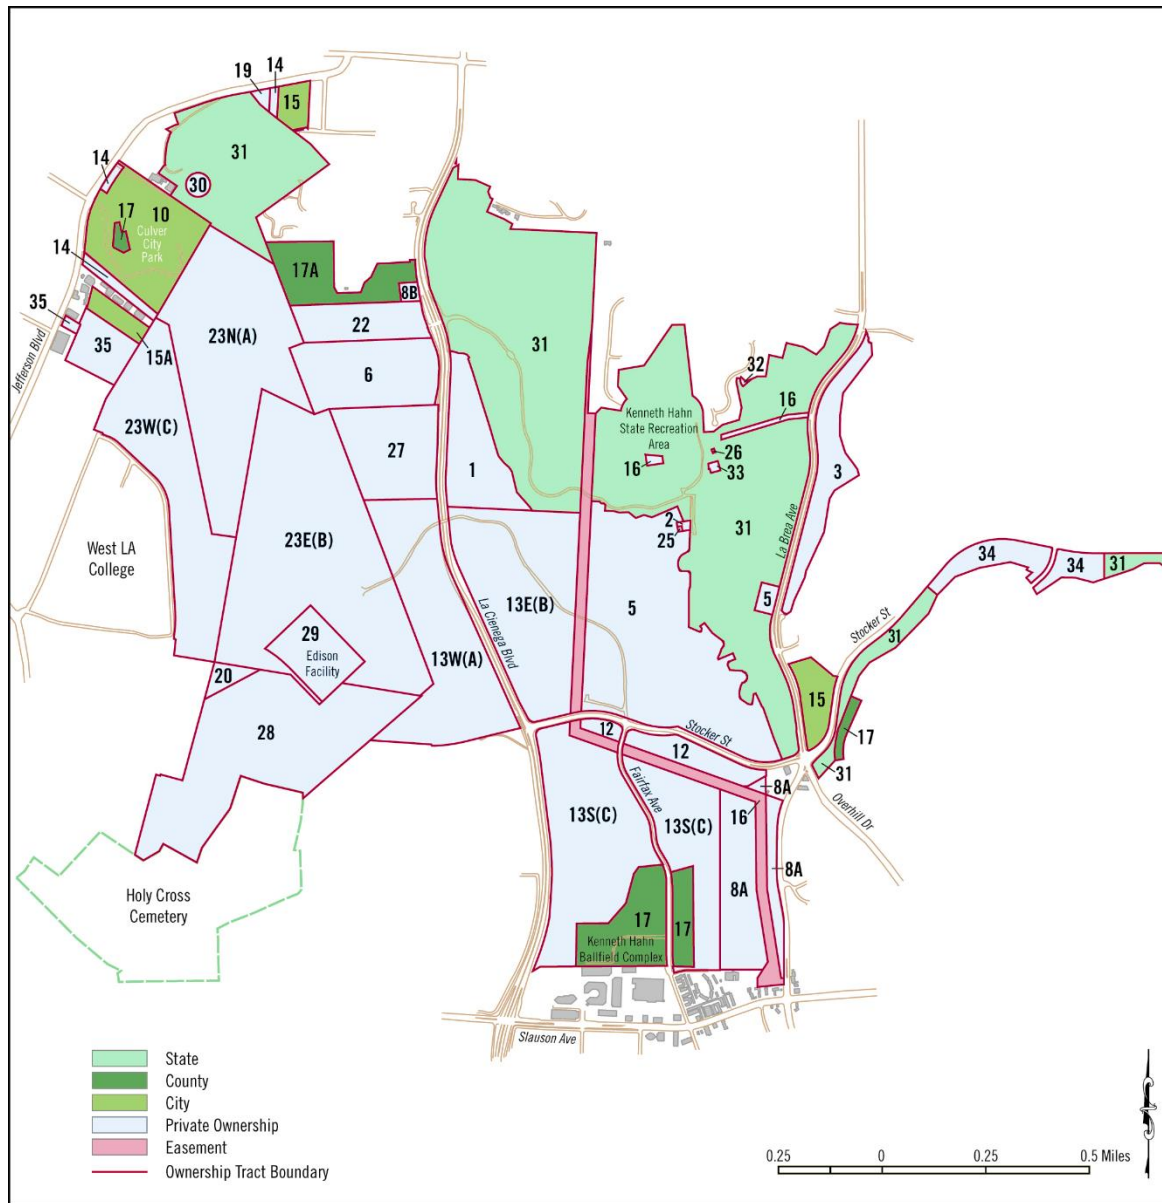 19
14
15
31
14
30
17
10
Culver
City
Park
14
17A
8B
35
22
23N(A)
31
35
15A
6
32
Jefferson Blvd
16
Kenneth Hahn
State Recreation
Area
23W(C)
27
1
16
26
33
3
2
25
31
La Brea Ave
West LA
College
23E(B)
34
34
31
13E(B)
5
5
29
Edison
Facility
La Cienega Blvd
Stocker St
31
13W(A)
20
15
28
12
Stocker St
17
12
31
Fairfax Ave
8A
13S(C)
13S(C)
16
Overhill Dr
8A
8A
Holy Cross
Cemetery
17
17
Kenneth Hahn
Ballfield Complex
Slauson Ave
State
County
City
Private Ownership
Easement
Ownership Tract Boundary
0.25
0
0.25
0.5 Miles